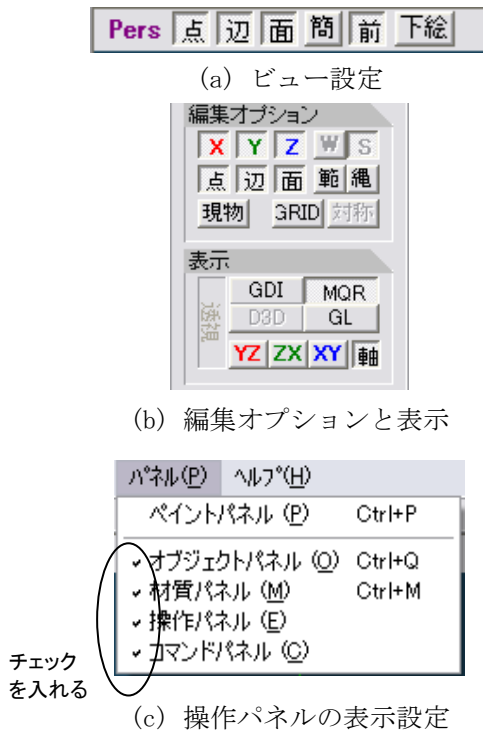 Pers 点 辺 面 簡 前 下絵
(a) ビュー設定
編集オプション
X Y Z W S
点 辺 面 範 縄
現物 GRID 対称
表示
透視
GDI MQR
D3D GL
YZ ZX XY 軸
(b) 編集オプションと表示
パネル(P) ヘルプ(H)
ペイントパネル (P) Ctrl+P
オブジェクトパネル (O) Ctrl+Q
材質パネル (M) Ctrl+M
操作パネル (E)
コマンドパネル (C)
チェック
を入れる
(c) 操作パネルの表示設定